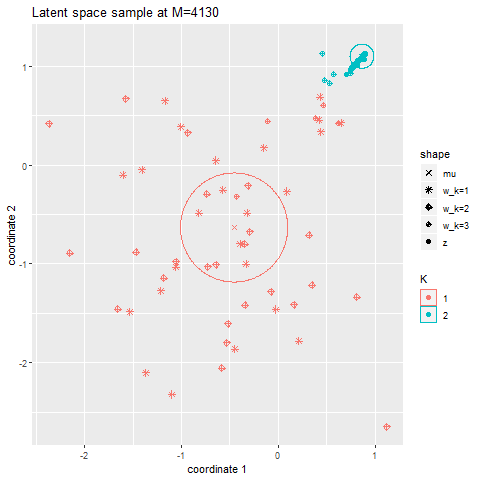 Latent space sample at M=4130
coordinate 2
1
0
-1
-2
-2
-1
0
1
coordinate 1
shape
mu
w_k=1
w_k=2
w_k=3
z
K
1
2